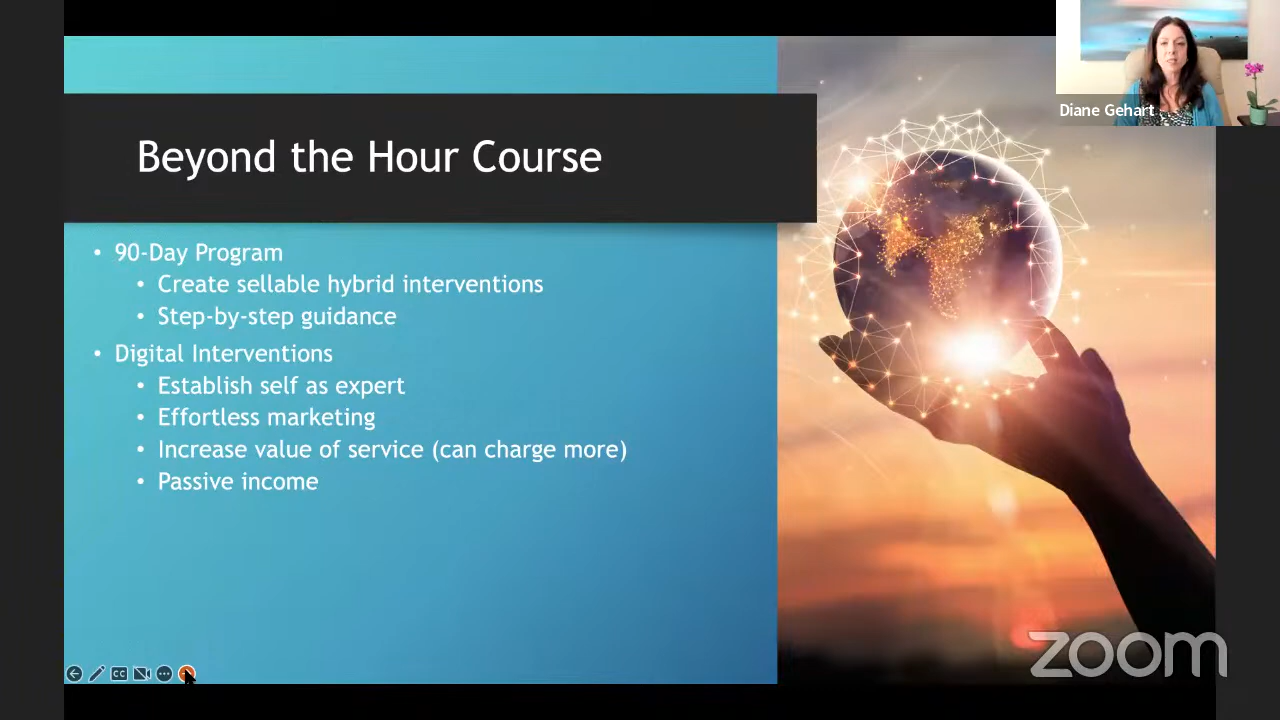 Diane Gehart
Beyond the Hour Course
• 90-Day Program
• Create sellable hybrid interventions
• Step-by-step guidance
• Digital Interventions
• Establish self as expert
• Effortless marketing
• Increase value of service (can charge more)
• Passive income
CC
zoom